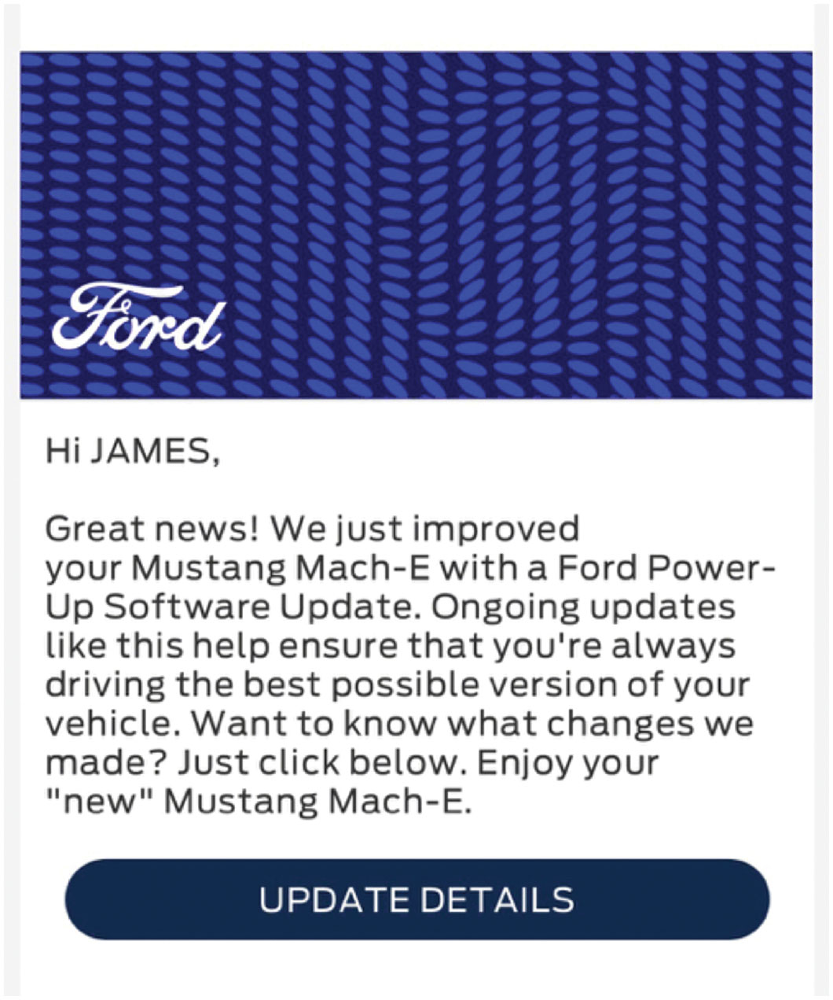 Ford
Hi JAMES,
Great news! We just improved
your Mustang Mach-E with a Ford Power-
Up Software Update. Ongoing updates
like this help ensure that you're always
driving the best possible version of your
vehicle. Want to know what changes we
made? Just click below. Enjoy your
"new" Mustang Mach-E.
UPDATE DETAILS